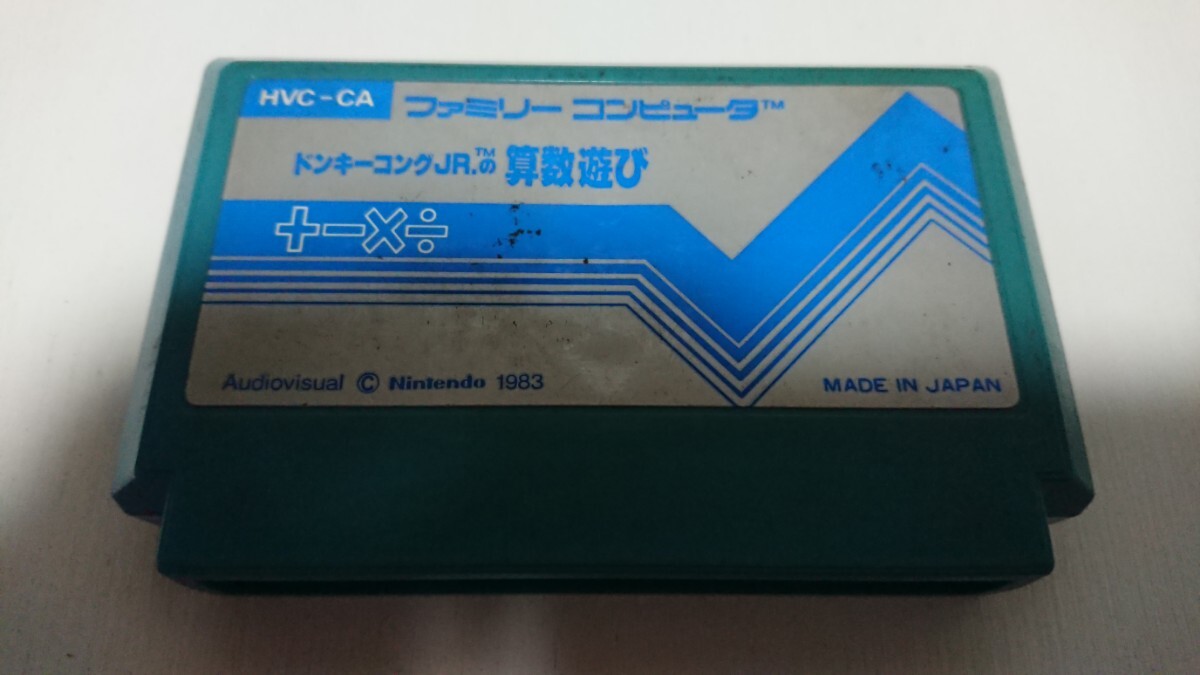 HVC-CA ファミリー コンピュータ™
ドンキーコングJR.™の 算数遊び
+-×÷
Audiovisual © Nintendo 1983
MADE IN JAPAN